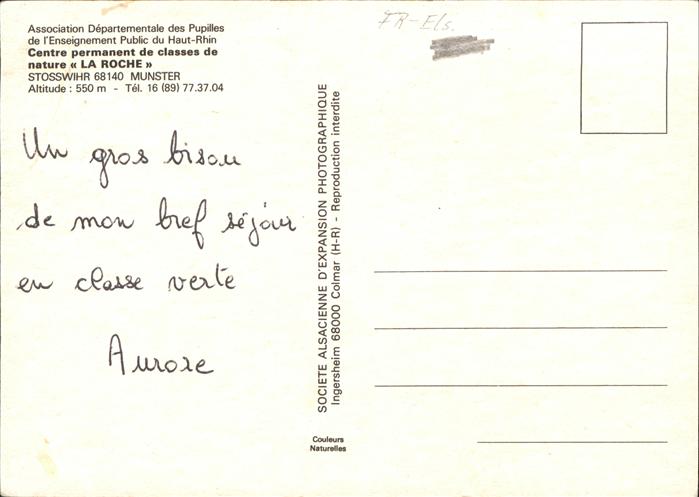 Association Départementale des Pupilles
de l'Enseignement Public du Haut-Rhin
Centre permanent de classes de
nature « LA ROCHE »
STOSSWIHR 68140 MUNSTER
Altitude : 550 m - Tél. 16 (89) 77.37.04
FR-Els.
Un gros bisou
de mon bref séjour
en classe verte
Aurore
SOCIETE ALSACIENNE D'EXPANSION PHOTOGRAPHIQUE
Ingersheim 68000 Colmar (H-R) - Reproduction interdite
Couleurs
Naturelles